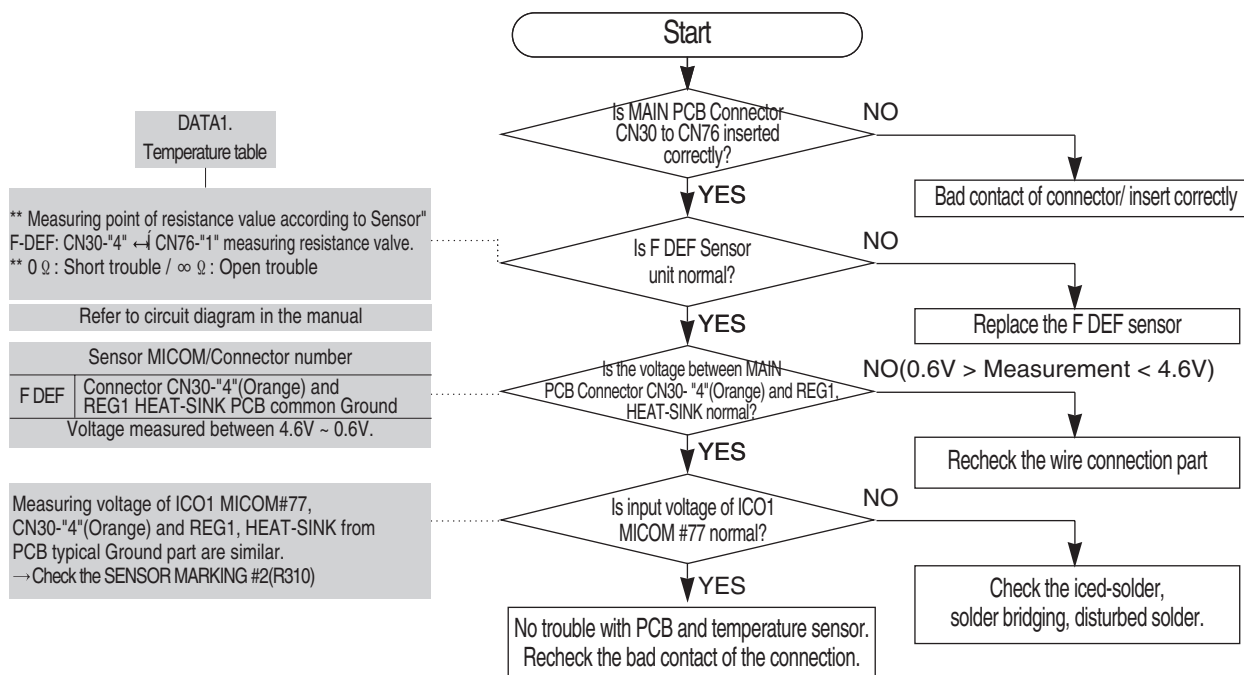 Start
Is MAIN PCB Connector
CN30 to CN76 inserted
correctly?
NO
Bad contact of connector/ insert correctly
YES
DATA1.
Temperature table
** Measuring point of resistance value according to Sensor"
F-DEF: CN30-"4" ↔ CN76-"1" measuring resistance valve.
** 0 Ω : Short trouble / ∞ Ω : Open trouble
Is F DEF Sensor
unit normal?
NO
Replace the F DEF sensor
YES
Refer to circuit diagram in the manual
Sensor MICOM/Connector number
F DEF
Connector CN30-"4"(Orange) and
REG1 HEAT-SINK PCB common Ground
Voltage measured between 4.6V ~ 0.6V.
Is the voltage between MAIN
PCB Connector CN30- "4"(Orange) and REG1,
HEAT-SINK normal?
NO(0.6V > Measurement < 4.6V)
Recheck the wire connection part
YES
Measuring voltage of ICO1 MICOM#77,
CN30-"4"(Orange) and REG1, HEAT-SINK from
PCB typical Ground part are similar.
→Check the SENSOR MARKING #2(R310)
Is input voltage of ICO1
MICOM #77 normal?
NO
Check the iced-solder,
solder bridging, disturbed solder.
YES
No trouble with PCB and temperature sensor.
Recheck the bad contact of the connection.